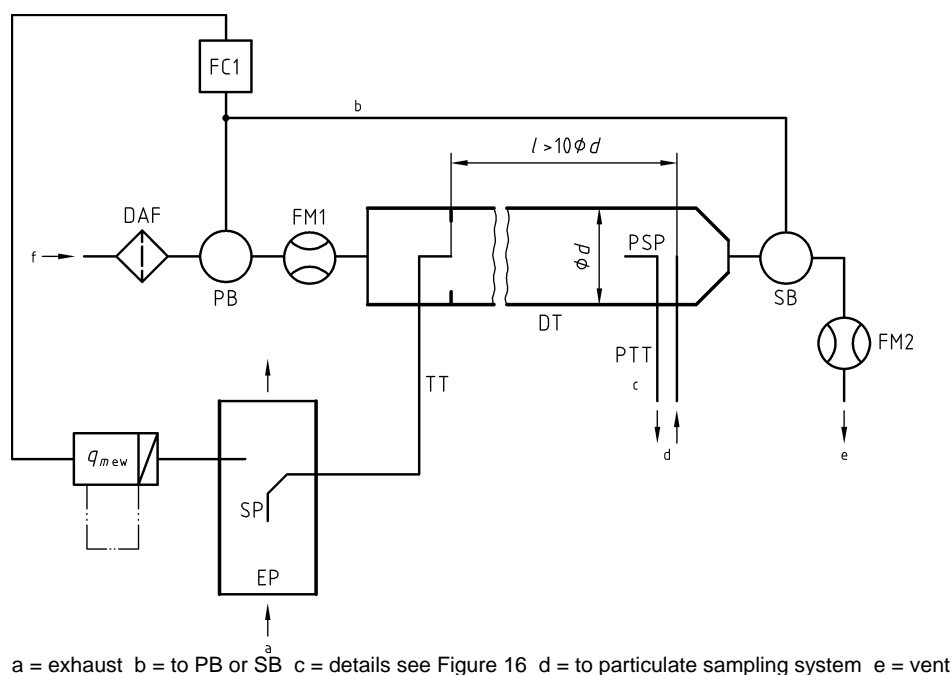 FC1
b
l > 10 ϕ d
DAF
FM1
f
PB
ϕ d
PSP
SB
DT
FM2
PTT
TT
c
d
e
q mew
SP
EP
a
a = exhaust b = to PB or SB c = details see Figure 16 d = to particulate sampling system e = vent